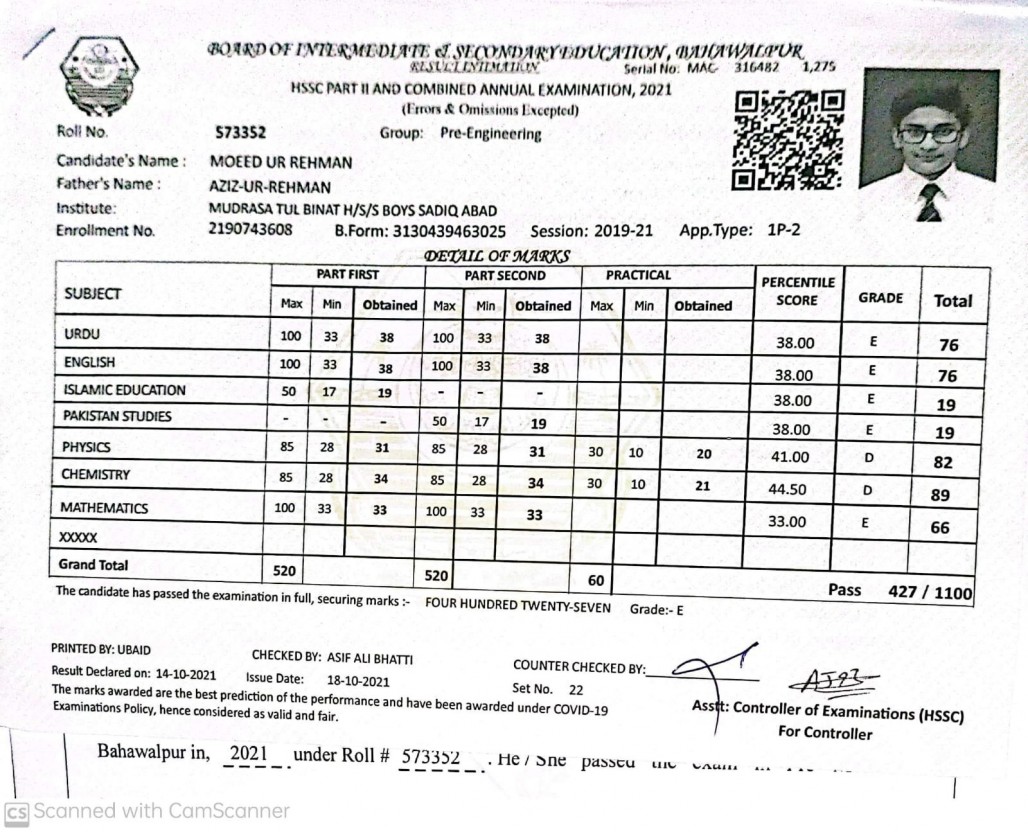 BOARD OF INTERMEDIATE & SECONDARY EDUCATION, BAHAWALPUR
RESULT INTIMATION
Serial No: MAC- 316482 1,275
HSSC PART II AND COMBINED ANNUAL EXAMINATION, 2021
(Errors & Omissions Excepted)
Roll No. 573352 Group: Pre-Engineering
Candidate's Name : MOEED UR REHMAN
Father's Name : AZIZ-UR-REHMAN
Institute: MUDRASA TUL BINAT H/S/S BOYS SADIQ ABAD
Enrollment No. 2190743608 B.Form: 3130439463025 Session: 2019-21 App.Type: 1P-2
DETAIL OF MARKS
SUBJECT PART FIRST PART SECOND PRACTICAL PERCENTILE SCORE GRADE Total
Max Min Obtained Max Min Obtained Max Min Obtained
URDU 100 33 38 100 33 38 38.00 E 76
ENGLISH 100 33 38 100 33 38 38.00 E 76
ISLAMIC EDUCATION 50 17 19 - - - 38.00 E 19
PAKISTAN STUDIES - - - 50 17 19 38.00 E 19
PHYSICS 85 28 31 85 28 31 30 10 20 41.00 D 82
CHEMISTRY 85 28 34 85 28 34 30 10 21 44.50 D 89
MATHEMATICS 100 33 33 100 33 33 33.00 E 66
XXXXX
Grand Total 520 520 60 Pass 427 / 1100
The candidate has passed the examination in full, securing marks :- FOUR HUNDRED TWENTY-SEVEN Grade:- E
PRINTED BY: UBAID CHECKED BY: ASIF ALI BHATTI COUNTER CHECKED BY:
Result Declared on: 14-10-2021 Issue Date: 18-10-2021 Set No. 22
The marks awarded are the best prediction of the performance and have been awarded under COVID-19
Examinations Policy, hence considered as valid and fair.
Asstt: Controller of Examinations (HSSC)
For Controller
Bahawalpur in, 2021 under Roll # 573352 . He / She passed the exam in
CS Scanned with CamScanner